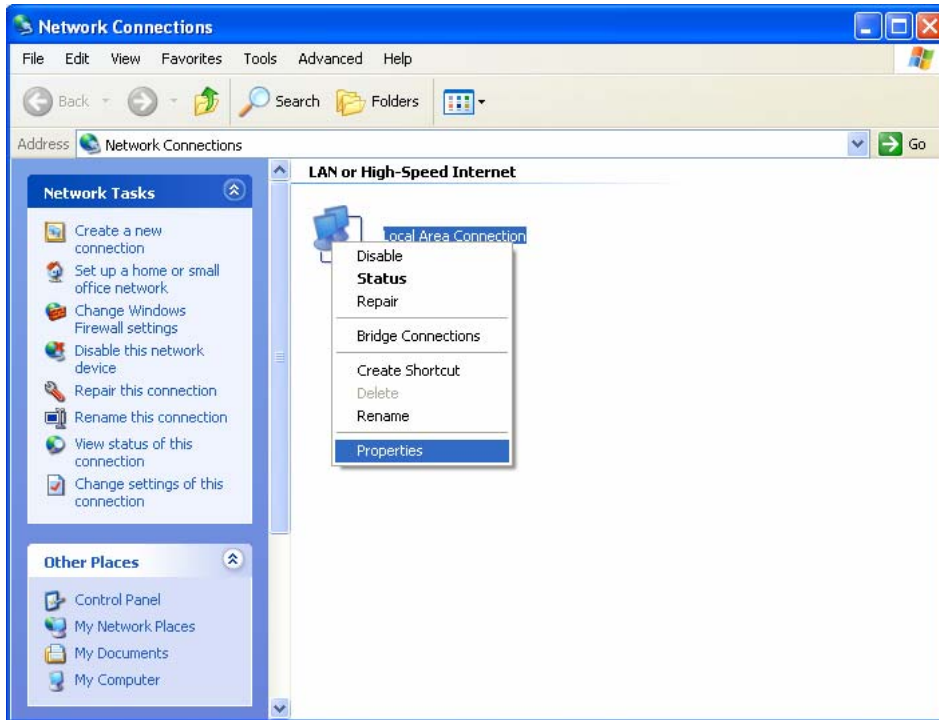 Network Connections
File Edit View Favorites Tools Advanced Help
Back Search Folders
Address Network Connections Go
Network Tasks
Create a new
connection
Set up a home or small
office network
Change Windows
Firewall settings
Disable this network
device
Repair this connection
Rename this connection
View status of this
connection
Change settings of this
connection
Other Places
Control Panel
My Network Places
My Documents
My Computer
LAN or High-Speed Internet
Local Area Connection
Disable
Status
Repair
Bridge Connections
Create Shortcut
Delete
Rename
Properties